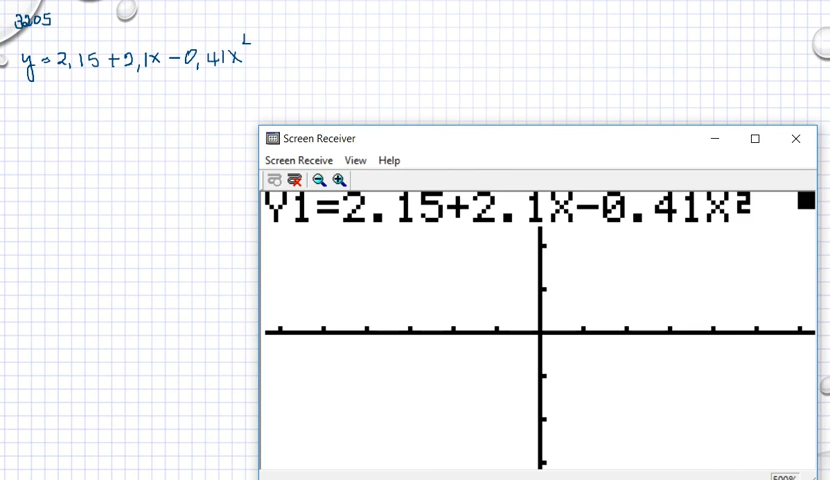 3205
y = 2,15 + 2,1x - 0,41x²
Screen Receiver
Screen Receive View Help
Y1=2.15+2.1X-0.41X²
500%